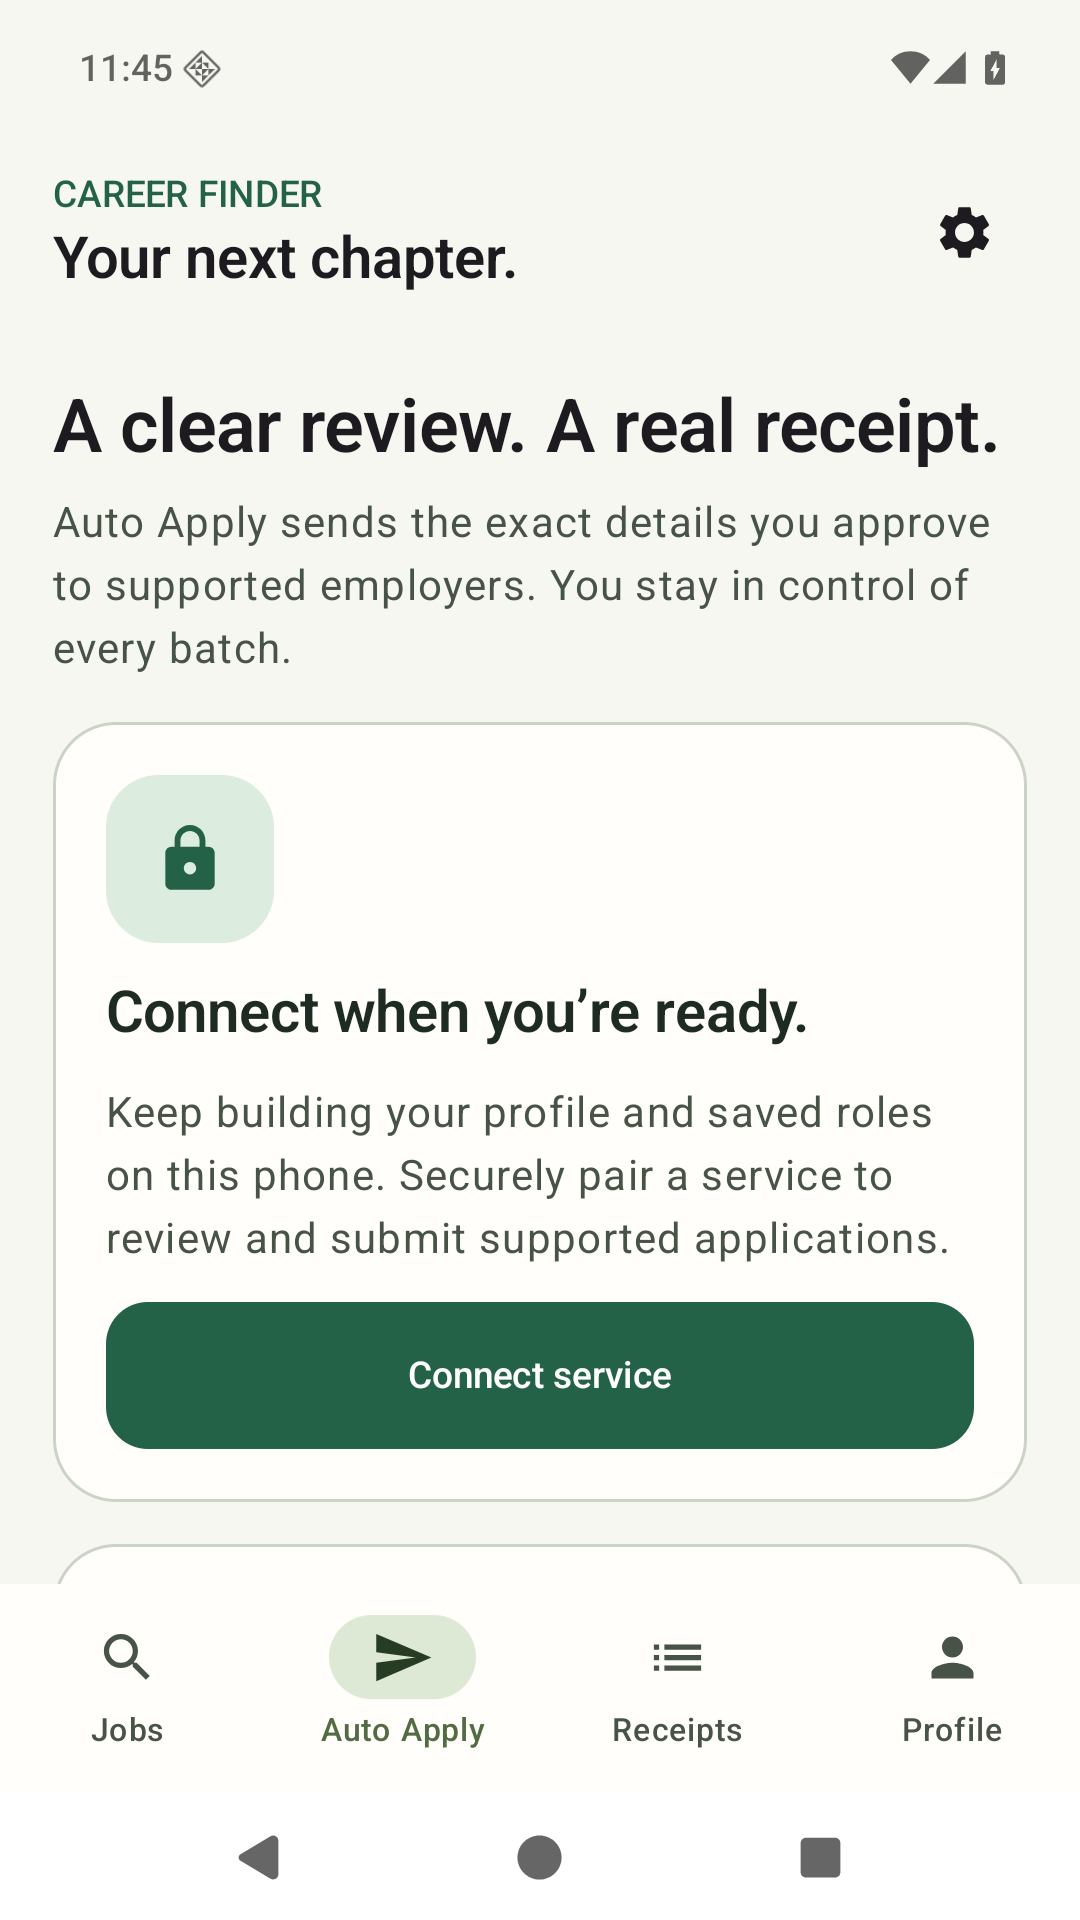 11:45
CAREER FINDER
Your next chapter.
A clear review. A real receipt.
Auto Apply sends the exact details you approve
to supported employers. You stay in control of
every batch.
Connect when you’re ready.
Keep building your profile and saved roles
on this phone. Securely pair a service to
review and submit supported applications.
Connect service
Jobs
Auto Apply
Receipts
Profile